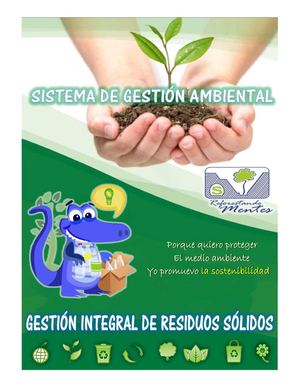 SISTEMA DE GESTIÓN AMBIENTAL
S
Reforestando
Mentes
Porque quiero proteger
El medio ambiente
Yo promuevo la sostenibilidad
GESTIÓN INTEGRAL DE RESIDUOS SÓLIDOS